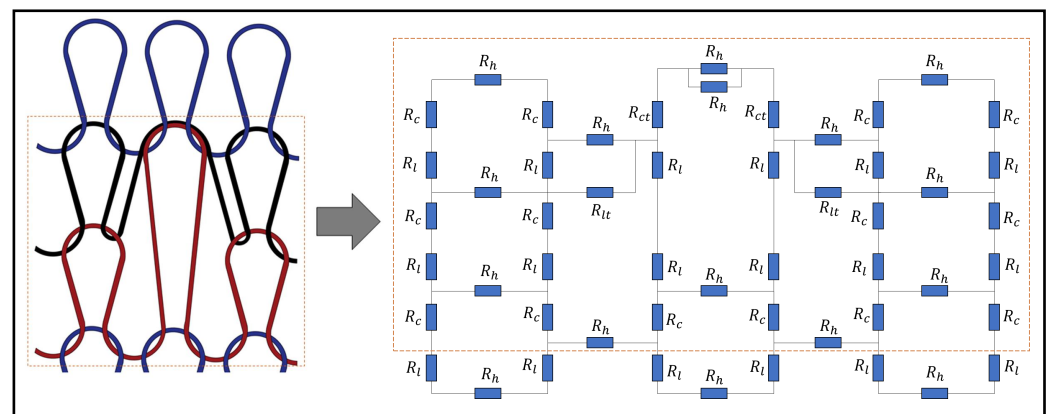 R_h
R_h R_h R_h
R_c R_c R_ct R_h R_ct R_c R_c
R_h R_h
R_l R_l R_l R_l R_l R_l
R_h R_h
R_c R_c R_lt R_lt R_c R_c
R_l R_l R_l R_l R_l R_l
R_h R_h R_h
R_c R_c R_c R_c R_c R_c
R_h R_h
R_l R_l R_l R_l R_l R_l
R_h R_h R_h